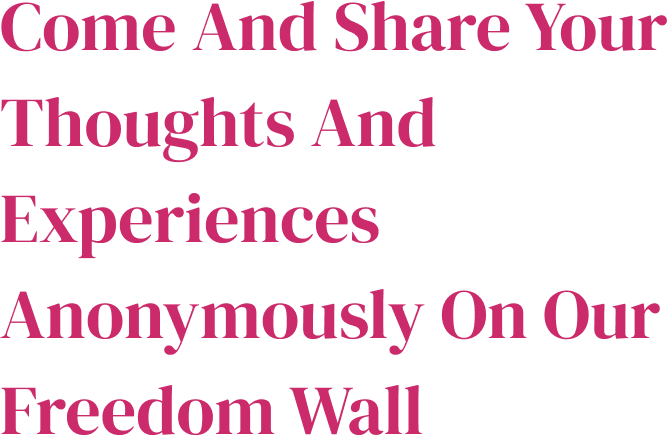 Come And Share Your
Thoughts And
Experiences
Anonymously On Our
Freedom Wall